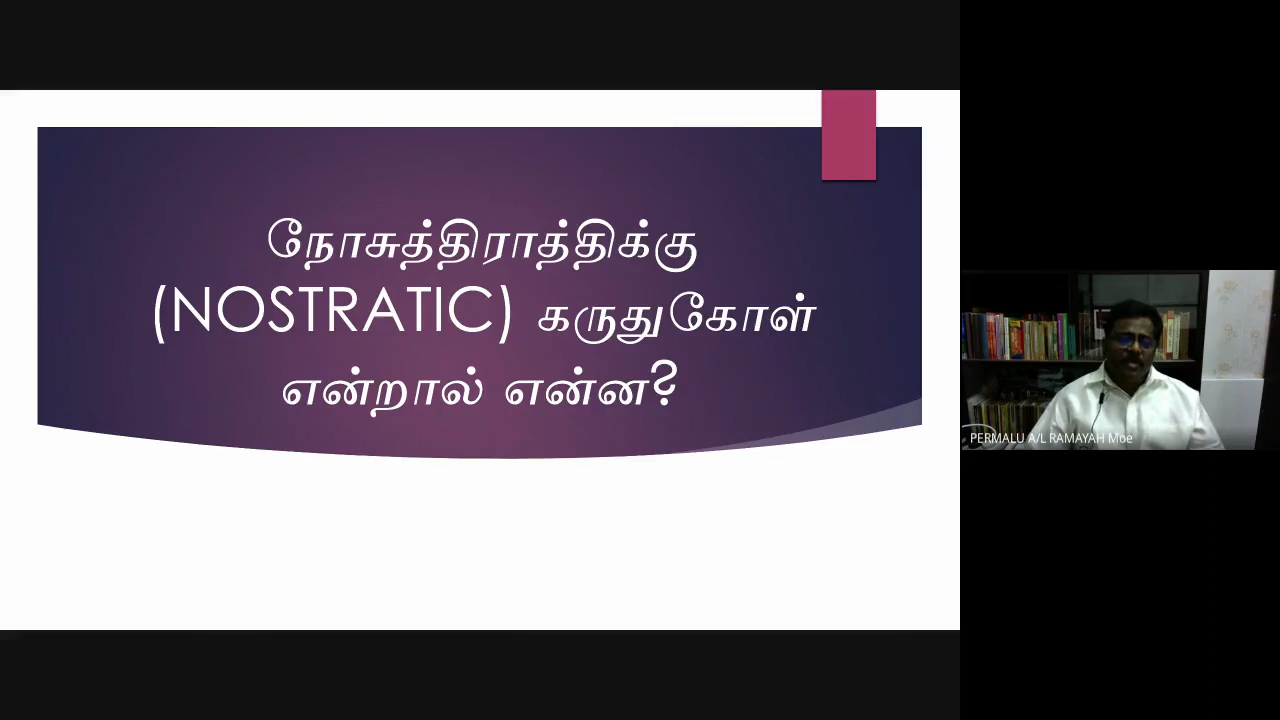 நோசுத்திராத்திக்கு
(NOSTRATIC) கருதுகோள்
என்றால் என்ன?
PERMALU A/L RAMAYAH Moe